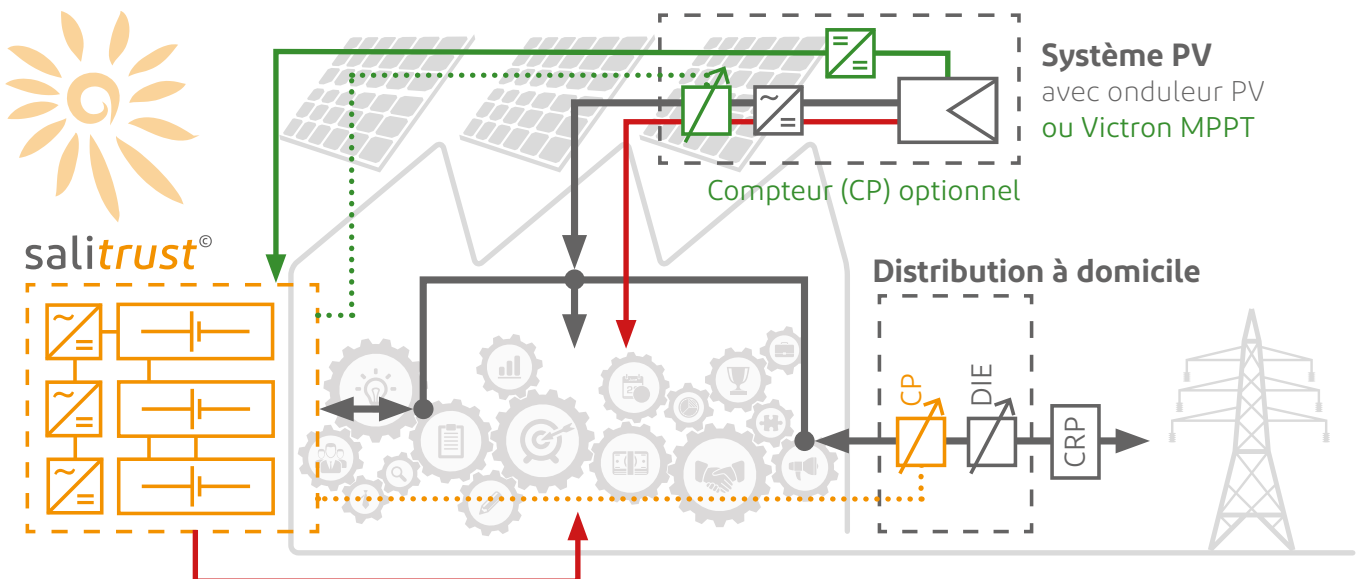 Système PV
avec onduleur PV
ou Victron MPPT
Compteur (CP) optionnel
salitrust©
Distribution à domicile
CP
DIE
CRP